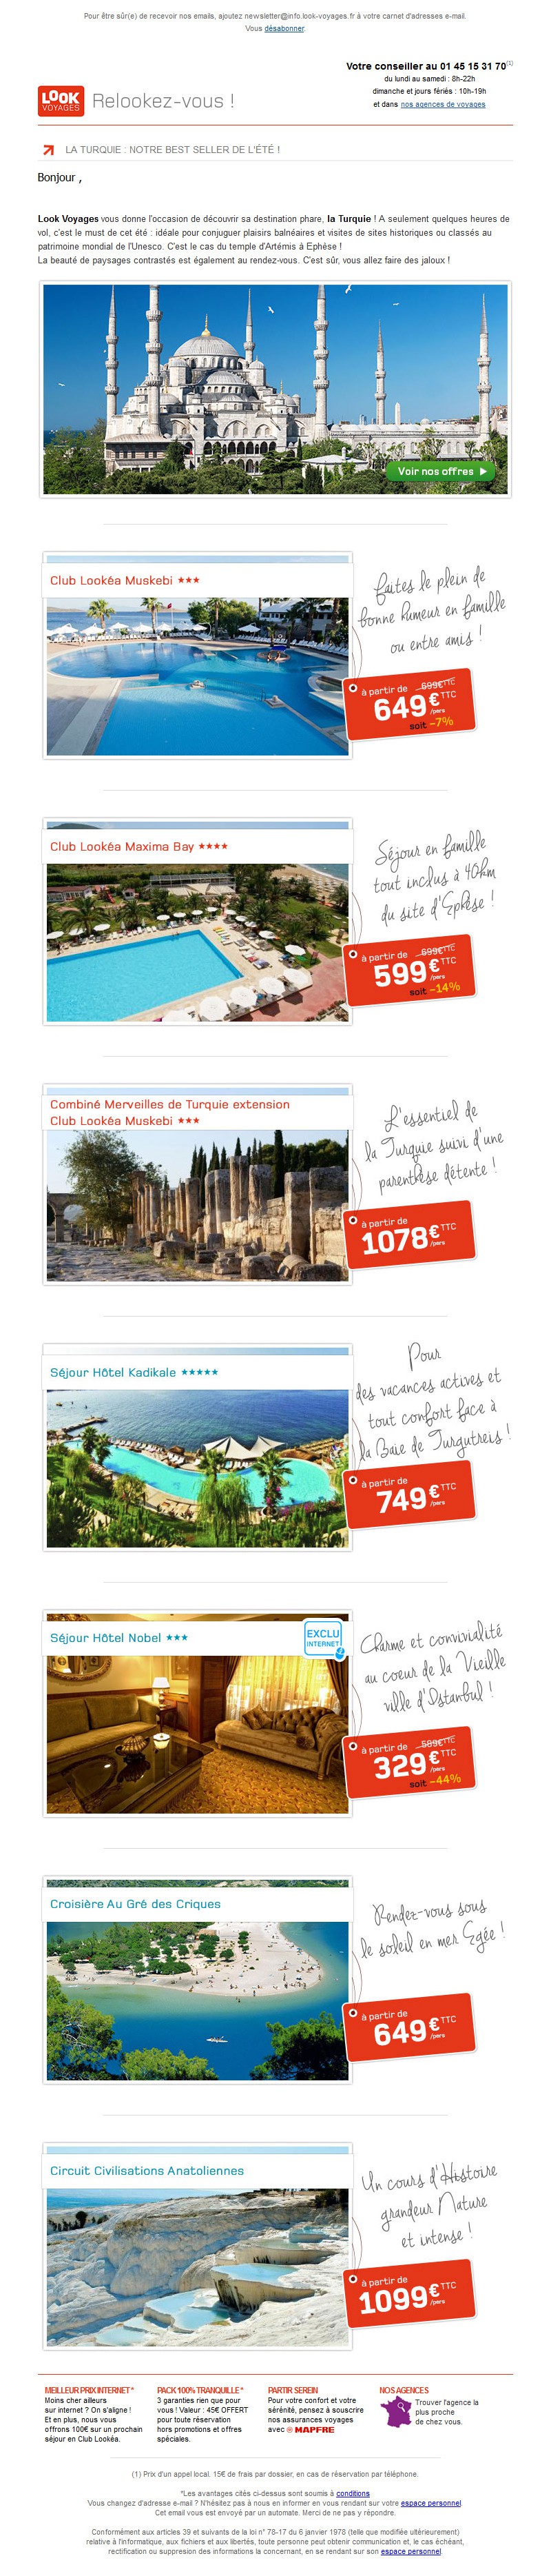 Pour être sûr(e) de recevoir nos emails, ajoutez newsletter@info.look-voyages.fr à votre carnet d'adresses e-mail.
Vous désabonner.
Votre conseiller au 01 45 15 31 70(1)
du lundi au samedi : 8h-22h
dimanche et jours fériés : 10h-19h
et dans nos agences de voyages
LOOK
VOYAGES
Relookez-vous !
LA TURQUIE : NOTRE BEST SELLER DE L'ÉTÉ !
Bonjour ,
Look Voyages vous donne l'occasion de découvrir sa destination phare, la Turquie ! A seulement quelques heures de
vol, c'est le must de cet été : idéale pour conjuguer plaisirs balnéaires et visites de sites historiques ou classés au
patrimoine mondial de l'Unesco. C'est le cas du temple d'Artémis à Ephèse !
La beauté de paysages contrastés est également au rendez-vous. C'est sûr, vous allez faire des jaloux !
Voir nos offres
Club Lookéa Muskebi ★★★
Faites le plein de
bonne humeur en famille
ou entre amis !
à partir de 699€TTC
649€TTC
/pers
soit -7%
Club Lookéa Maxima Bay ★★★★
Séjour en famille
tout inclus à 40km
du site d'Ephèse !
à partir de 699€TTC
599€TTC
/pers
soit -14%
Combiné Merveilles de Turquie extension
Club Lookéa Muskebi ★★★
L'essentiel de
la Turquie suivi d'une
parenthèse détente !
à partir de
1078€TTC
/pers
Séjour Hôtel Kadikale ★★★★★
Pour
des vacances actives et
tout confort face à
la Baie de Turgutreis !
à partir de
749€TTC
/pers
Séjour Hôtel Nobel ★★★
EXCLU
INTERNET
Charme et convivialité
au coeur de la Vieille
ville d'Istanbul !
à partir de 589€TTC
329€TTC
/pers
soit -44%
Croisière Au Gré des Criques
Rendez-vous sous
le soleil en mer Egée !
à partir de
649€TTC
/pers
Circuit Civilisations Anatoliennes
Un cours d'Histoire
grandeur Nature
et intense !
à partir de
1099€TTC
/pers
MEILLEUR PRIX INTERNET*
Moins cher ailleurs
sur internet ? On s'aligne !
Et en plus, nous vous
offrons 100€ sur un prochain
séjour en Club Lookéa.
PACK 100% TRANQUILLE*
3 garanties rien que pour
vous ! Valeur : 45€ OFFERT
pour toute réservation
hors promotions et offres
spéciales.
PARTIR SEREIN
Pour votre confort et votre
sérénité, pensez à souscrire
nos assurances voyages
avec MAPFRE
NOS AGENCES
Trouver l'agence la
plus proche
de chez vous.
(1) Prix d'un appel local. 15€ de frais par dossier, en cas de réservation par téléphone.
*Les avantages cités ci-dessus sont soumis à conditions
Vous changez d'adresse e-mail ? N'hésitez pas à nous en informer en vous rendant sur votre espace personnel.
Cet email vous est envoyé par un automate. Merci de ne pas y répondre.
Conformément aux articles 39 et suivants de la loi n° 78-17 du 6 janvier 1978 (telle que modifiée ultérieurement)
relative à l'informatique, aux fichiers et aux libertés, toute personne peut obtenir communication et, le cas échéant,
rectification ou suppression des informations la concernant, en se rendant sur son espace personnel.